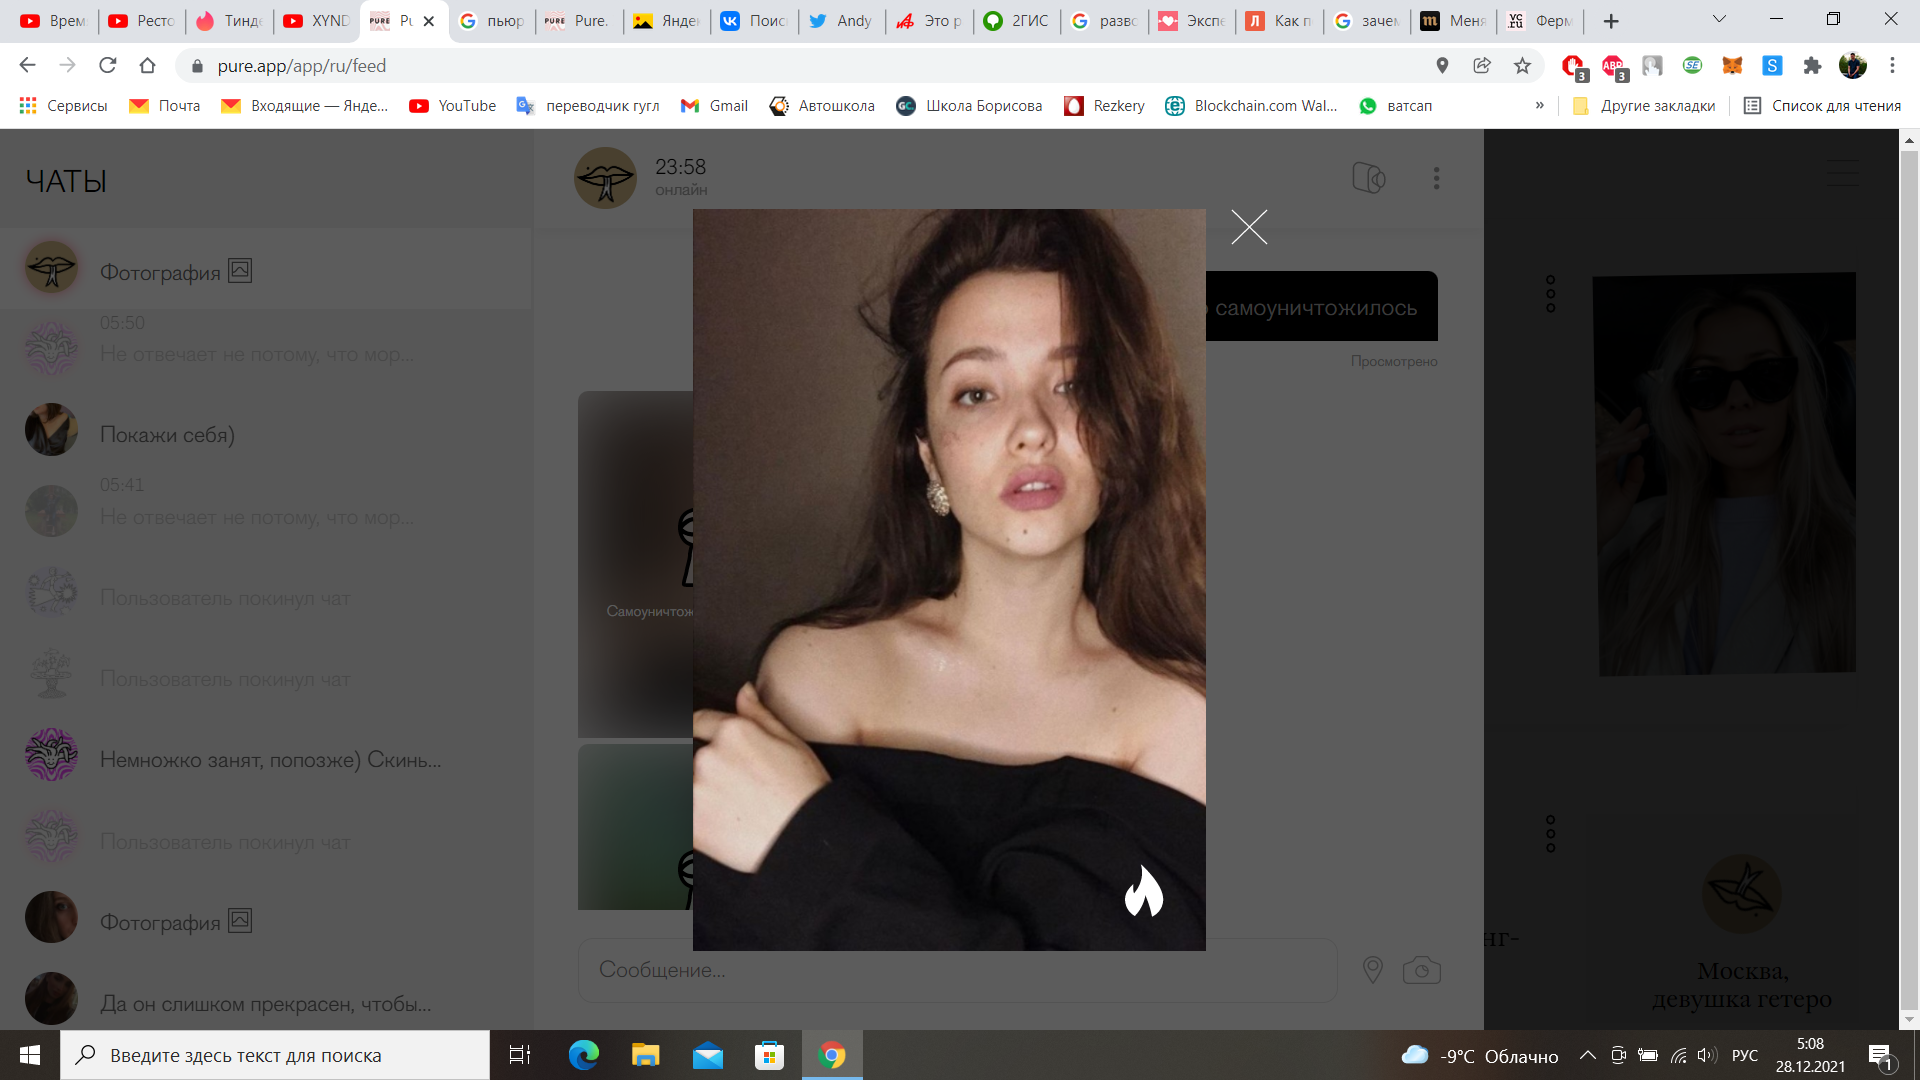 Врем
Ресто
Тинде
XYND
Pu
пьюр
Pure.
Яндек
Поис
Andy
Это р
2ГИС
разво
Экспе
Как п
зачем
Меня
Ферм
pure.app/app/ru/feed
Сервисы
Почта
Входящие — Янде...
YouTube
переводчик гугл
Gmail
Автошкола
Школа Борисова
Rezkery
Blockchain.com Wal...
ватсап
»
Другие закладки
Список для чтения
ЧАТЫ
Фотография
05:50
Не отвечает не потому, что мор...
Покажи себя)
05:41
Не отвечает не потому, что мор...
Пользователь покинул чат
Пользователь покинул чат
Немножко занят, попозже) Скинь...
Пользователь покинул чат
Фотография
Да он слишком прекрасен, чтобы...
23:58
онлайн
самоуничтожилось
Просмотрено
Самоуничтож
Сообщение...
нг-
Москва,
девушка гетеро
Введите здесь текст для поиска
-9°C Облачно
РУС
5:08
28.12.2021
1